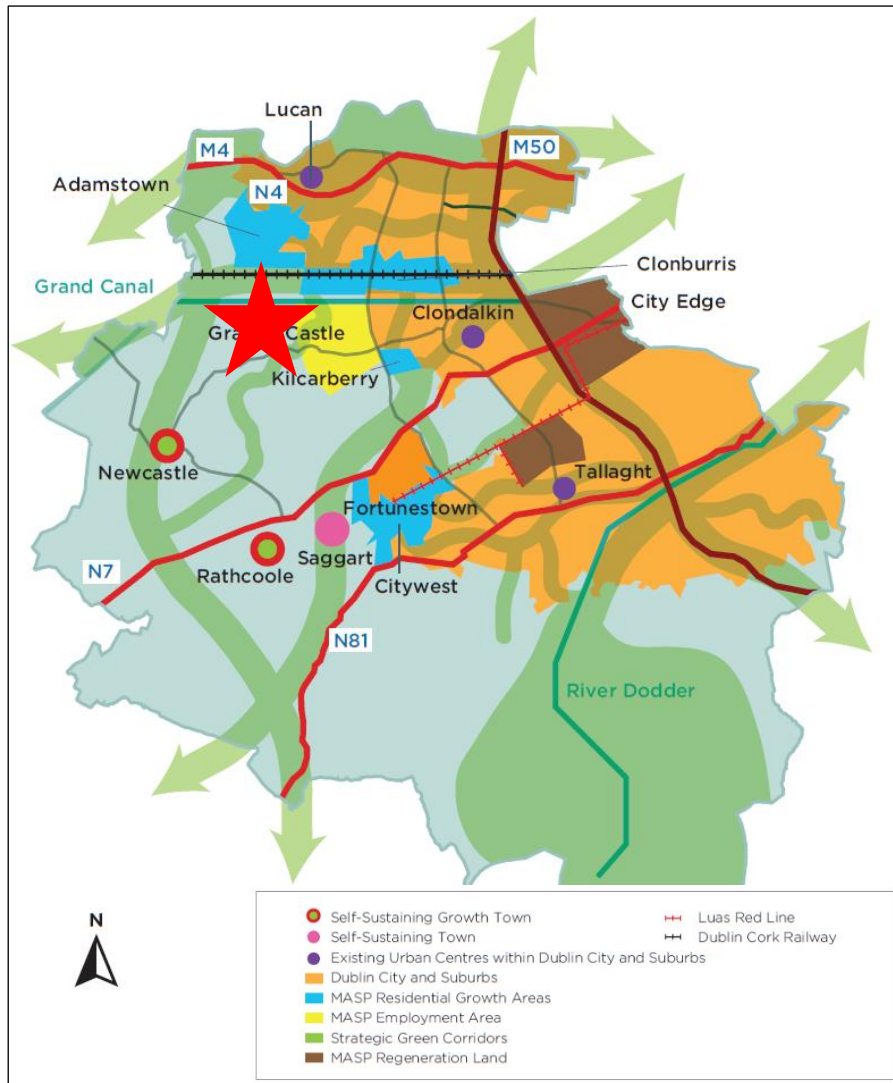 Lucan
M4
M50
Adamstown
N4
Clonburris
Grand Canal
City Edge
Clondalkin
Castle
Kilcarberry
Newcastle
Tallaght
Fortunestown
Saggart
N7
Rathcoole
Citywest
N81
River Dodder
N
Self-Sustaining Growth Town
Self-Sustaining Town
Existing Urban Centres within Dublin City and Suburbs
Dublin City and Suburbs
MASP Residential Growth Areas
MASP Employment Area
Strategic Green Corridors
MASP Regeneration Land
Luas Red Line
Dublin Cork Railway